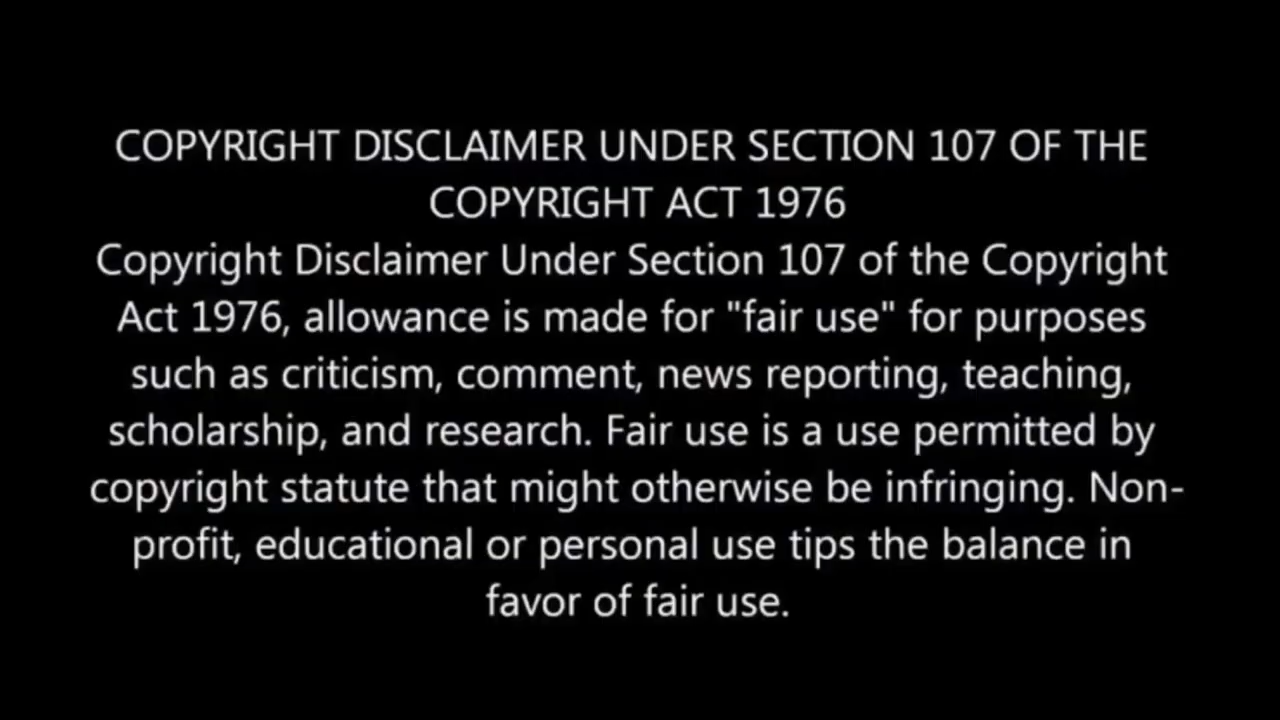 COPYRIGHT DISCLAIMER UNDER SECTION 107 OF THE
COPYRIGHT ACT 1976
Copyright Disclaimer Under Section 107 of the Copyright
Act 1976, allowance is made for "fair use" for purposes
such as criticism, comment, news reporting, teaching,
scholarship, and research. Fair use is a use permitted by
copyright statute that might otherwise be infringing. Non-
profit, educational or personal use tips the balance in
favor of fair use.